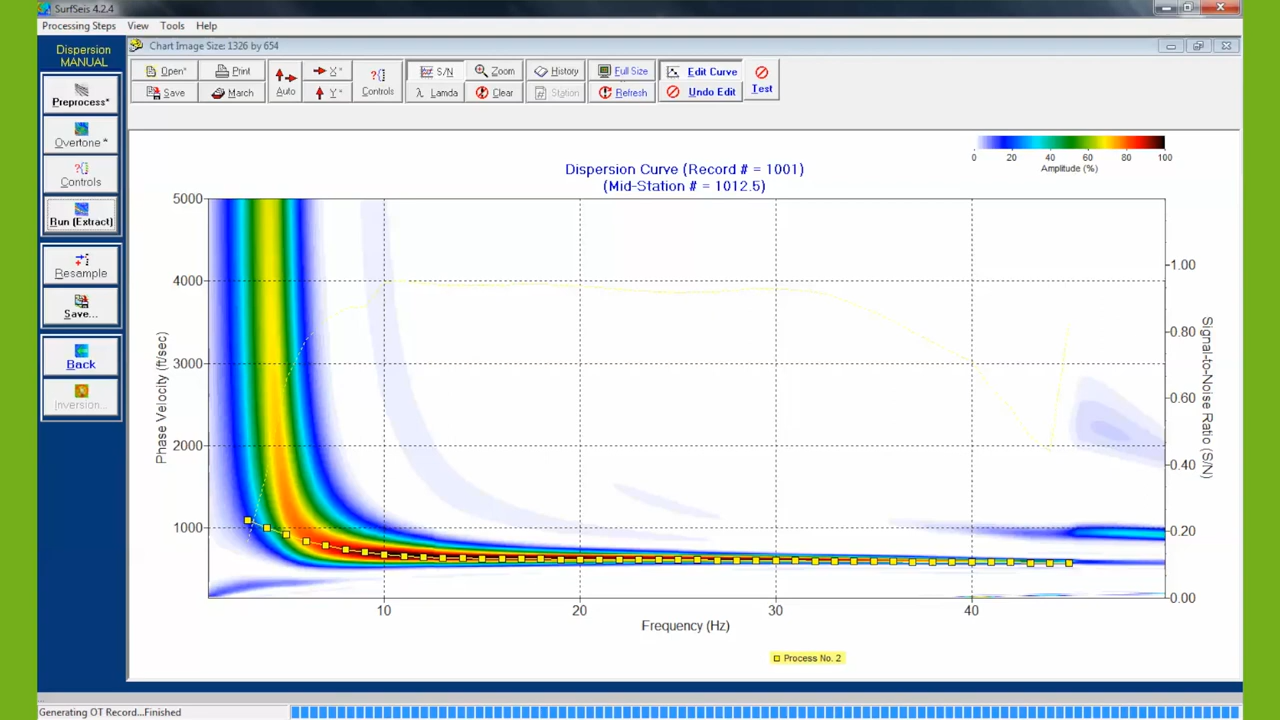 SurfSeis 4.2.4
Processing Steps View Tools Help
Dispersion
MANUAL
Chart Image Size: 1326 by 654
Preprocess*
Overtone *
Controls
Run (Extract)
Resample
Save...
Back
Inversion...
Open* Print Auto X* Y* Controls S/N Zoom History Full Size Edit Curve Test
Save March Lamda Clear Station Refresh Undo Edit
0 20 40 60 80 100
Amplitude (%)
Dispersion Curve (Record # = 1001)
(Mid-Station # = 1012.5)
Phase Velocity (ft/sec)
5000
4000
3000
2000
1000
1.00
0.80
0.60
0.40
0.20
0.00
Signal-to-Noise Ratio (S/N)
10 20 30 40
Frequency (Hz)
Process No. 2
Generating OT Record...Finished